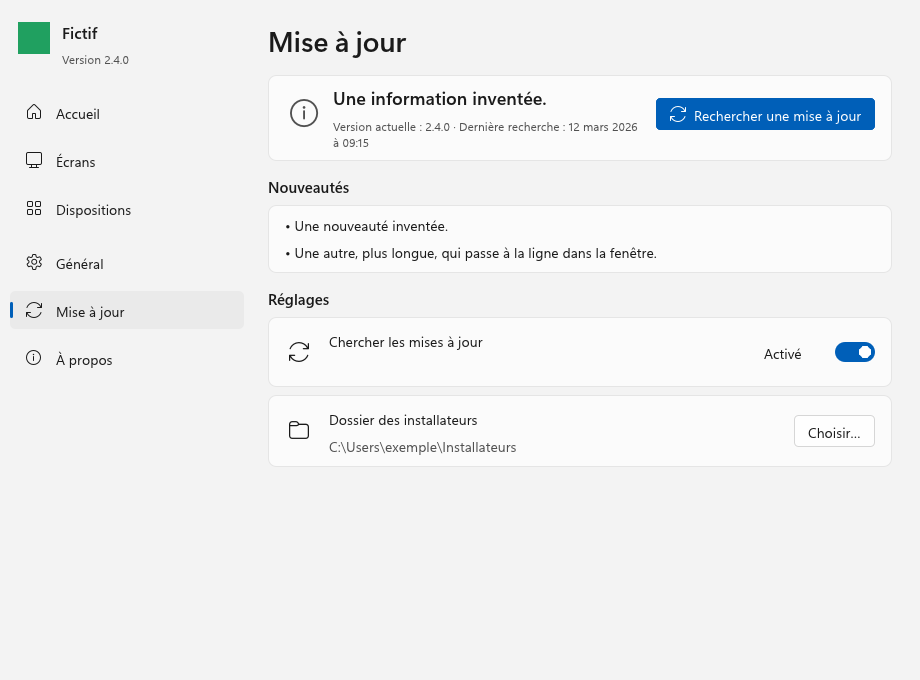 Fictif
Version 2.4.0
Accueil
Écrans
Dispositions
Général
Mise à jour
À propos
Mise à jour
Une information inventée.
Version actuelle : 2.4.0 · Dernière recherche : 12 mars 2026
à 09:15
Rechercher une mise à jour
Nouveautés
• Une nouveauté inventée.
• Une autre, plus longue, qui passe à la ligne dans la fenêtre.
Réglages
Chercher les mises à jour
Activé
Dossier des installateurs
C:\Users\exemple\Installateurs
Choisir...